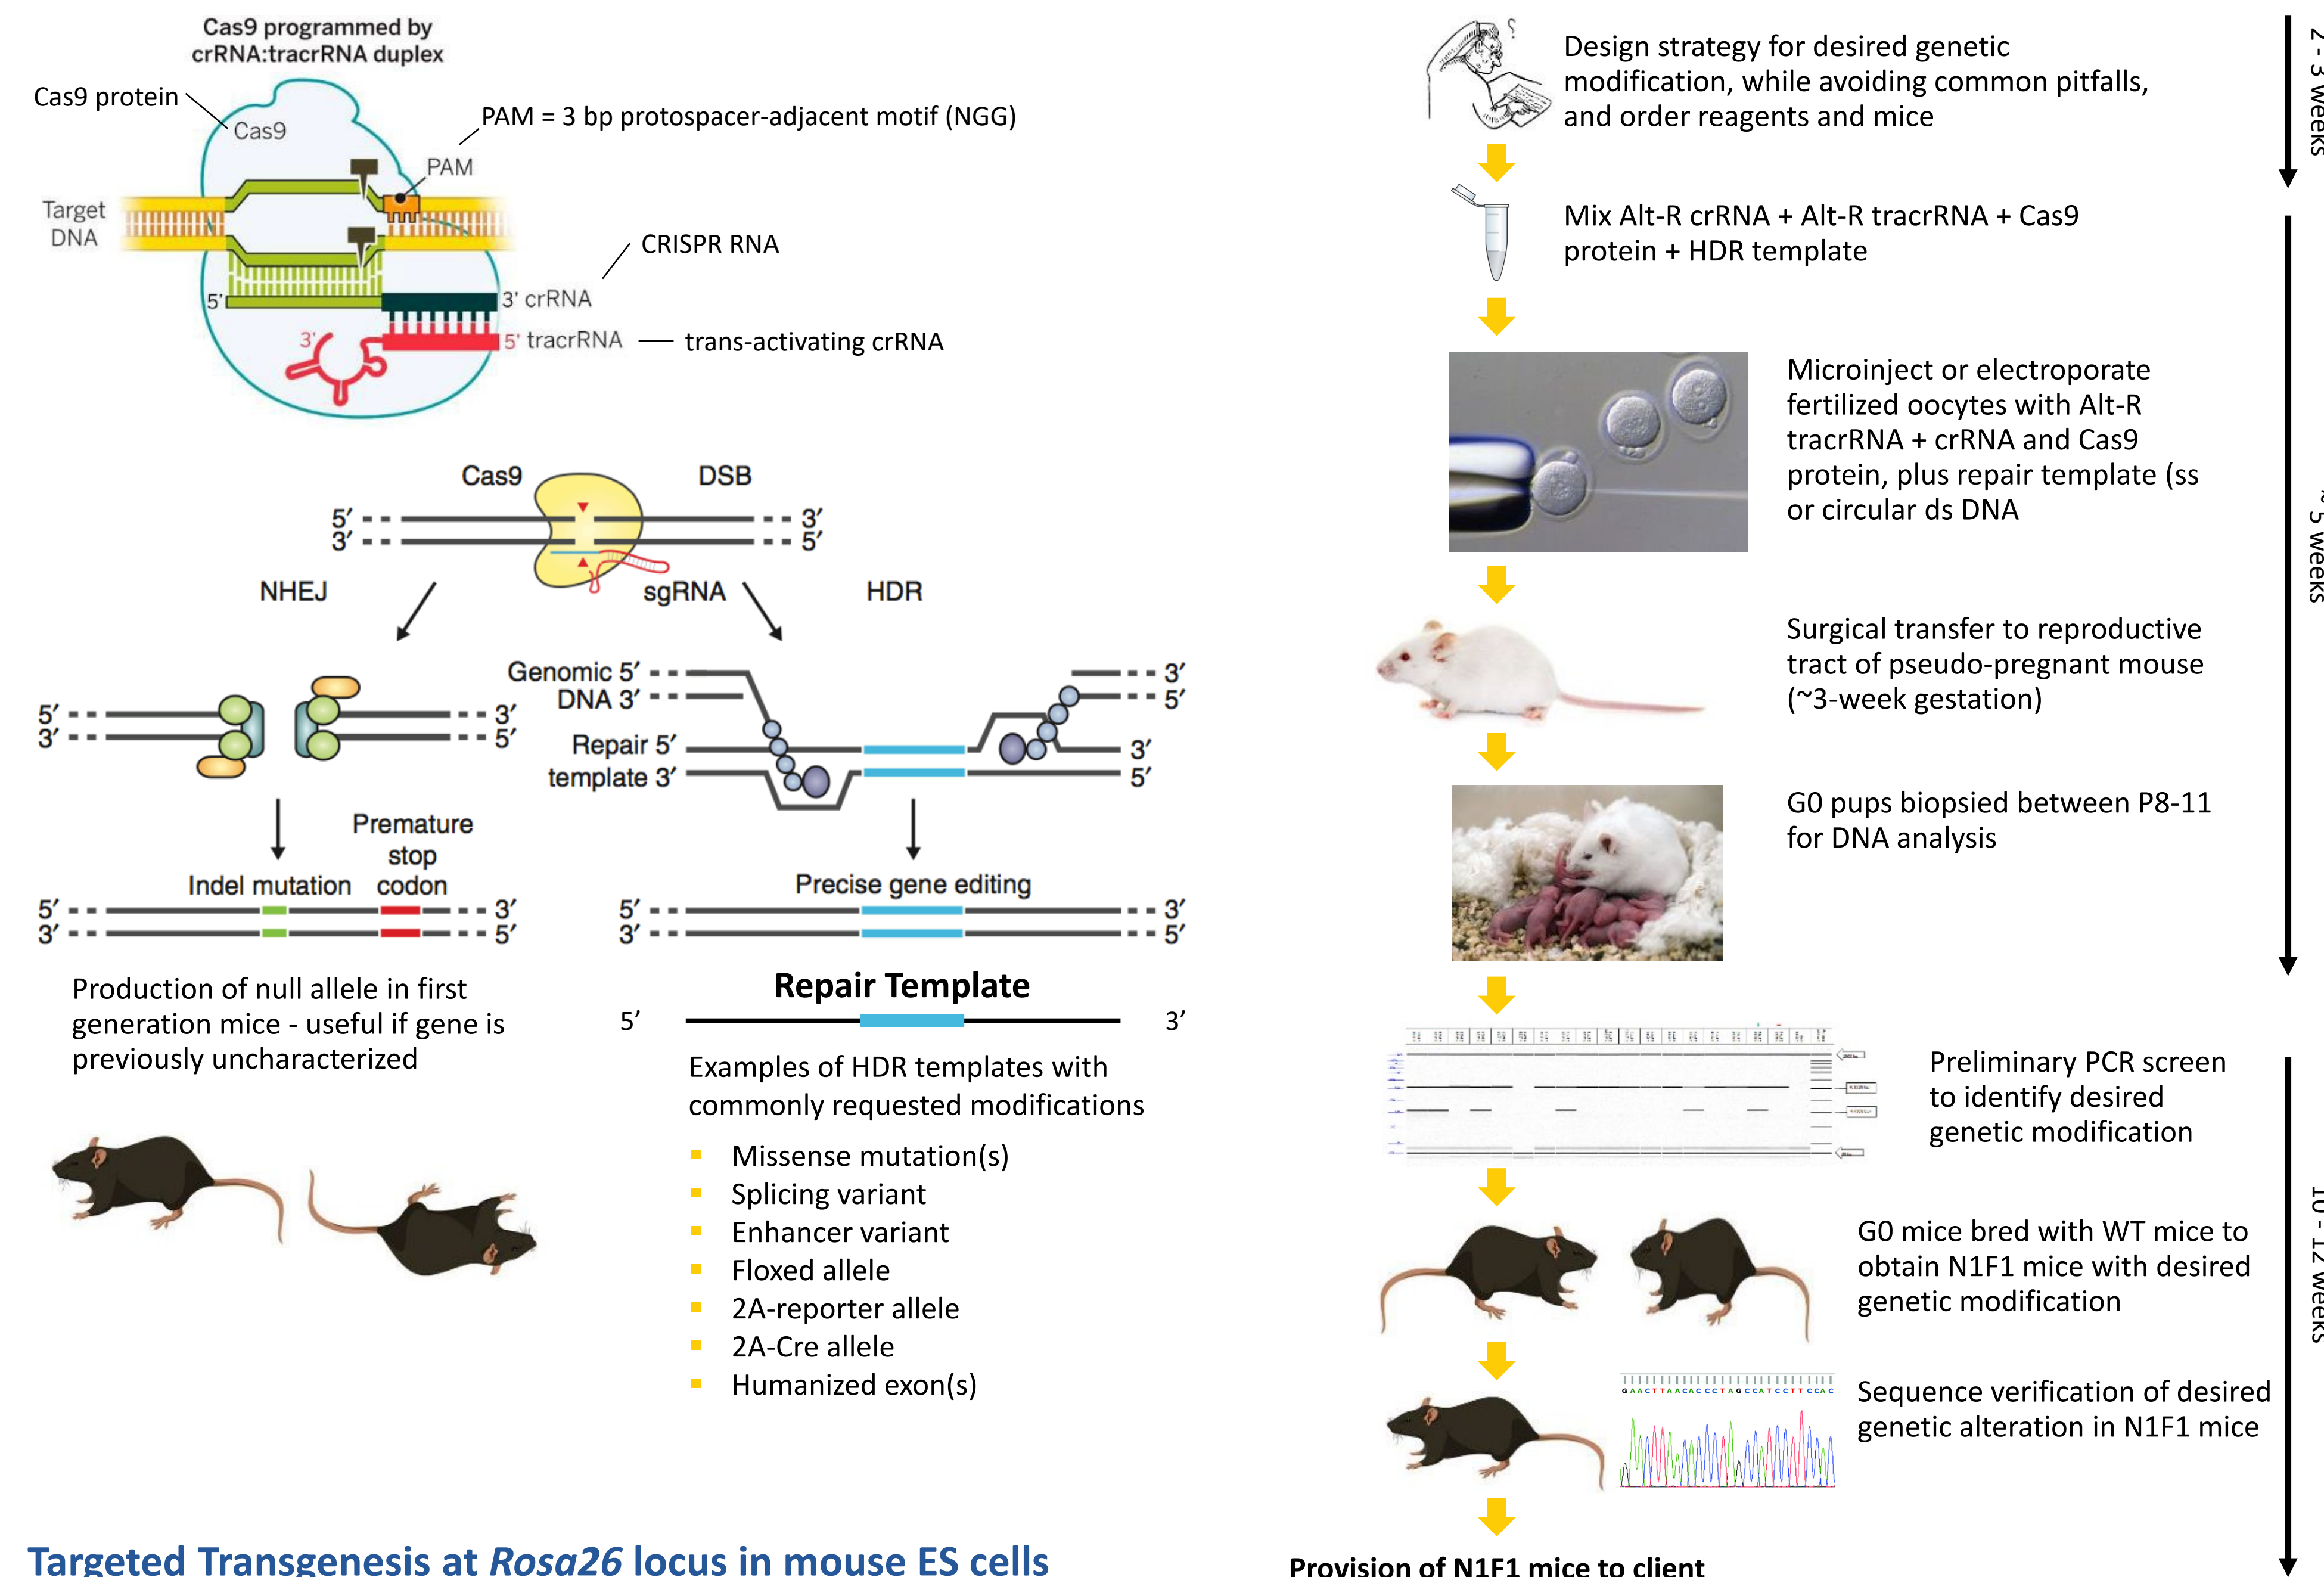 Cas9 programmed by
crRNA:tracrRNA duplex
Cas9 protein
Cas9
PAM = 3 bp protospacer-adjacent motif (NGG)
PAM
Target
DNA
CRISPR RNA
5'
3' crRNA
3'
5' tracrRNA
trans-activating crRNA
Cas9
DSB
5′
3′
3′
5′
NHEJ
sgRNA
HDR
5′
3′
3′
5′
Genomic 5′
DNA 3′
3′
5′
Repair 5′
template 3′
3′
5′
Premature
stop
codon
Indel mutation
5′
3′
3′
5′
Precise gene editing
5′
3′
3′
5′
Production of null allele in first
generation mice - useful if gene is
previously uncharacterized
Repair Template
5’
3’
Examples of HDR templates with
commonly requested modifications
▪ Missense mutation(s)
▪ Splicing variant
▪ Enhancer variant
▪ Floxed allele
▪ 2A-reporter allele
▪ 2A-Cre allele
▪ Humanized exon(s)
Targeted Transgenesis at Rosa26 locus in mouse ES cells
?
Design strategy for desired genetic
modification, while avoiding common pitfalls,
and order reagents and mice
2 - 3 weeks
Mix Alt-R crRNA + Alt-R tracrRNA + Cas9
protein + HDR template
Microinject or electroporate
fertilized oocytes with Alt-R
tracrRNA + crRNA and Cas9
protein, plus repair template (ss
or circular ds DNA
5 weeks
Surgical transfer to reproductive
tract of pseudo-pregnant mouse
(~3-week gestation)
G0 pups biopsied between P8-11
for DNA analysis
Preliminary PCR screen
to identify desired
genetic modification
G0 mice bred with WT mice to
obtain N1F1 mice with desired
genetic modification
10 - 12 weeks
GAACTTAACACCCTAGCCATCCTTCCAC
Sequence verification of desired
genetic alteration in N1F1 mice
Provision of N1F1 mice to client